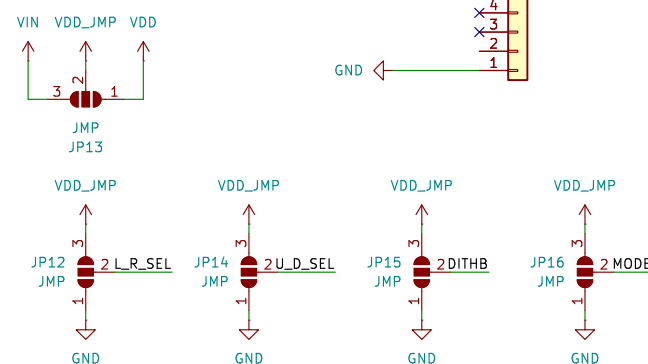 4
3
2
1
GND
VIN VDD_JMP VDD
3 2 1
JMP
JP13
VDD_JMP VDD_JMP VDD_JMP VDD_JMP
3 3 3 3
JP12 2 L_R_SEL JP14 2 U_D_SEL JP15 2 DITHB JP16 2 MODE
JMP JMP JMP JMP
1 1 1 1
GND GND GND GND